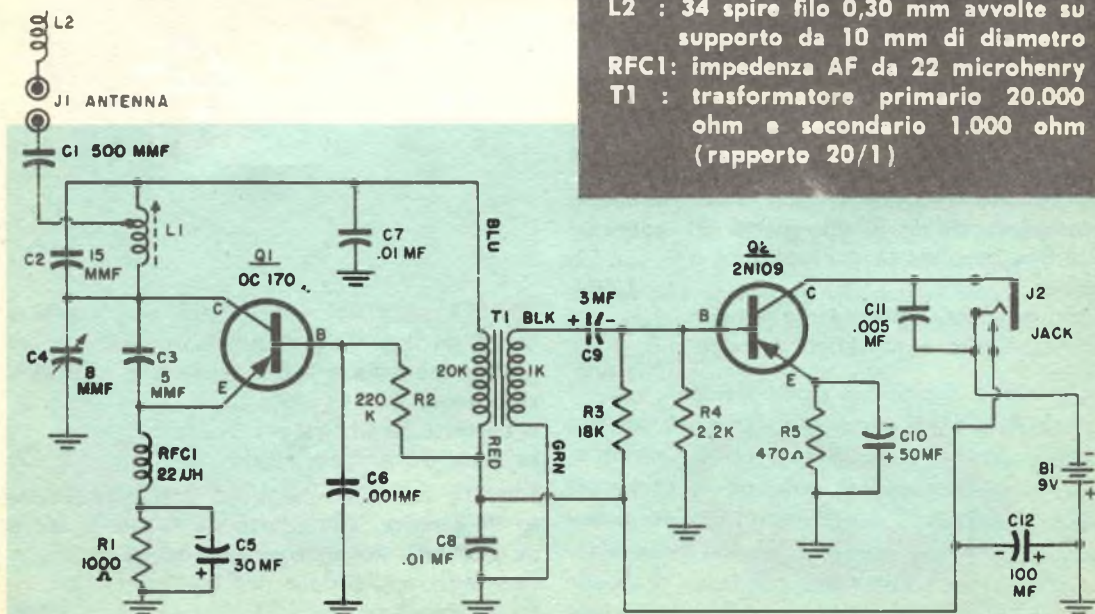 L2 : 34 spire filo 0,30 mm avvolte su
supporto da 10 mm di diametro
RFC1: impedenza AF da 22 microhenry
T1 : trasformatore primario 20.000
ohm e secondario 1.000 ohm
(rapporto 20/1)
L2
J1 ANTENNA
C1 500 MMF
L1
C2 15
MMF
C7
.01 MF
BLU
Q1
OC 170
C
B
E
C4
8
MMF
C3
5
MMF
220
K
R2
20K
T1
1K
BLK
RED
GRN
3MF
+ -
C9
Q2
2N109
C
B
E
C11
.005
MF
J2
JACK
R3
18K
R4
2.2K
R5
470Ω
-
C10
+ 50MF
RFC1
22 µH
C6
.001MF
C8
.01 MF
R1
1000
Ω
-
C5
+ 30MF
B1
9V
-
+
C12
- +
100
MF